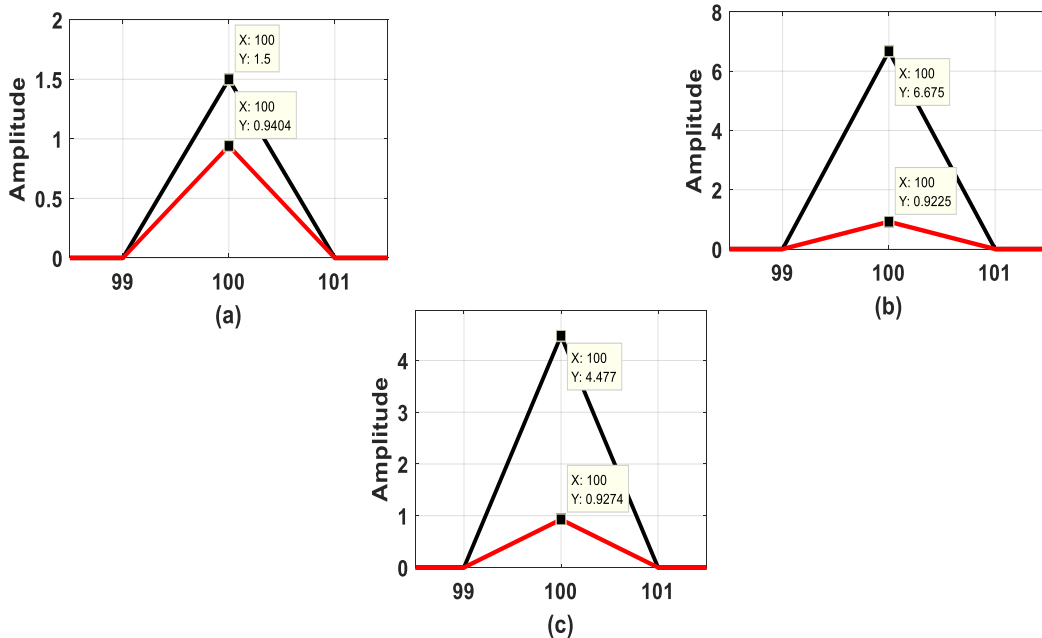 2
1.5
1
0.5
0
Amplitude
X: 100
Y: 1.5
X: 100
Y: 0.9404
99 100 101
(a)
8
6
4
2
0
Amplitude
X: 100
Y: 6.675
X: 100
Y: 0.9225
99 100 101
(b)
4
3
2
1
0
Amplitude
X: 100
Y: 4.477
X: 100
Y: 0.9274
99 100 101
(c)